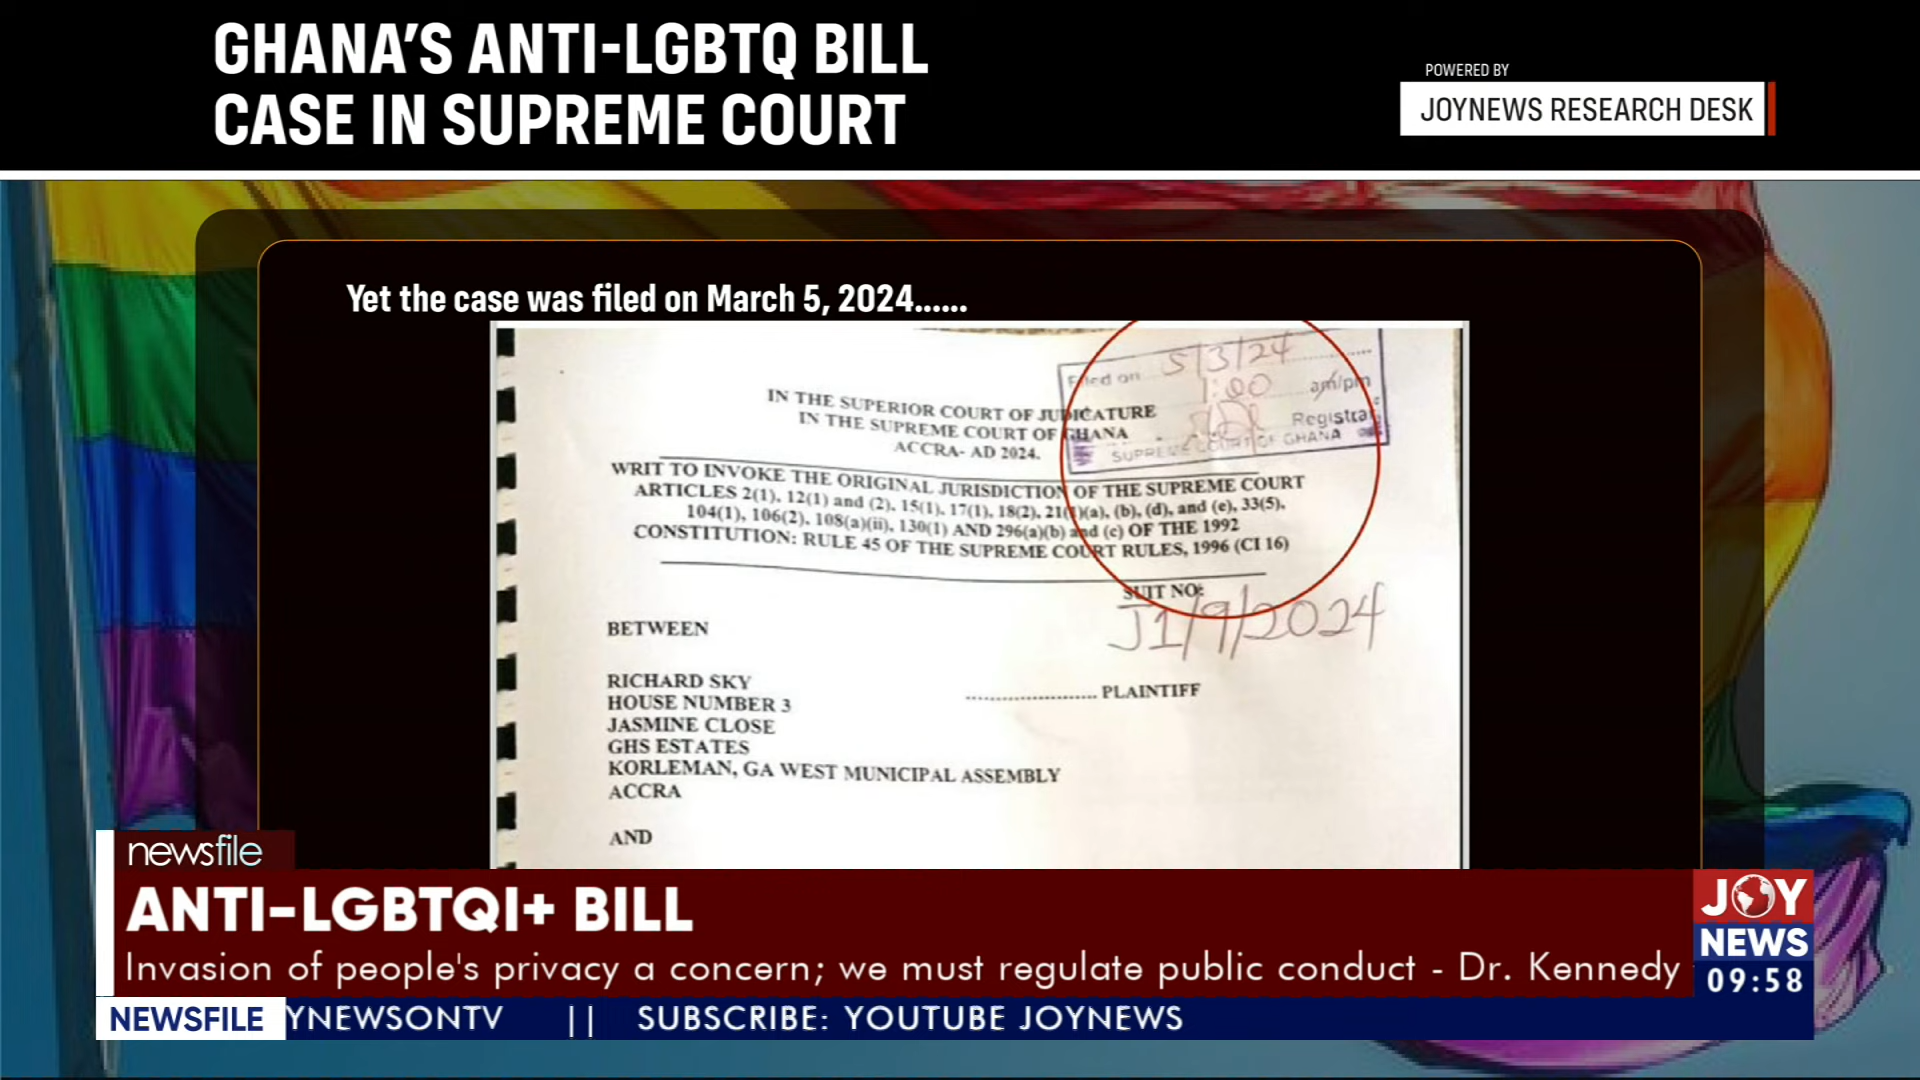 GHANA'S ANTI-LGBTQ BILL
CASE IN SUPREME COURT
POWERED BY
JOYNEWS RESEARCH DESK
Yet the case was filed on March 5, 2024......
Filed on 5/3/24
1:00 am/pm
Registrar
SUPREME COURT OF GHANA
IN THE SUPERIOR COURT OF JUDICATURE
IN THE SUPREME COURT OF GHANA
ACCRA- AD 2024.
WRIT TO INVOKE THE ORIGINAL JURISDICTION OF THE SUPREME COURT
ARTICLES 2(1), 12(1) and (2), 15(1), 17(1), 18(2), 21(1)(a), (b), (d), and (e), 33(5),
104(1), 106(2), 108(a)(ii), 130(1) AND 296(a)(b) and (c) OF THE 1992
CONSTITUTION: RULE 45 OF THE SUPREME COURT RULES, 1996 (CI 16)
SUIT NO:
J1/9/2024
BETWEEN
RICHARD SKY
HOUSE NUMBER 3
JASMINE CLOSE
GHS ESTATES
KORLEMAN, GA WEST MUNICIPAL ASSEMBLY
ACCRA
........................ PLAINTIFF
AND
newsfile
ANTI-LGBTQI+ BILL
Invasion of people's privacy a concern; we must regulate public conduct - Dr. Kennedy
JOY
NEWS
09:58
NEWSFILE
YNEWSONTV || SUBSCRIBE: YOUTUBE JOYNEWS